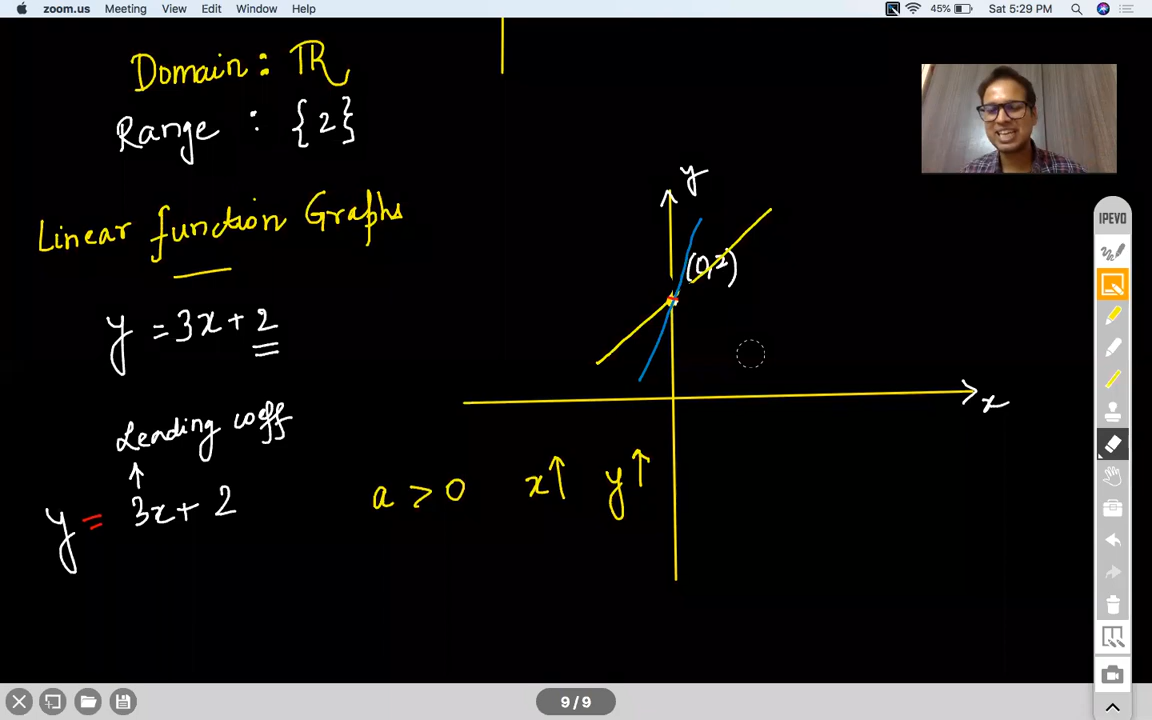 zoom.us Meeting View Edit Window Help 45% Sat 5:29 PM
Domain: R
Range : {2}
Linear function Graphs
y = 3x + 2
Leading coeff
↑
y = 3x + 2
a > 0 x↑ y↑
y
(0,2)
x
IPEVO
9/9